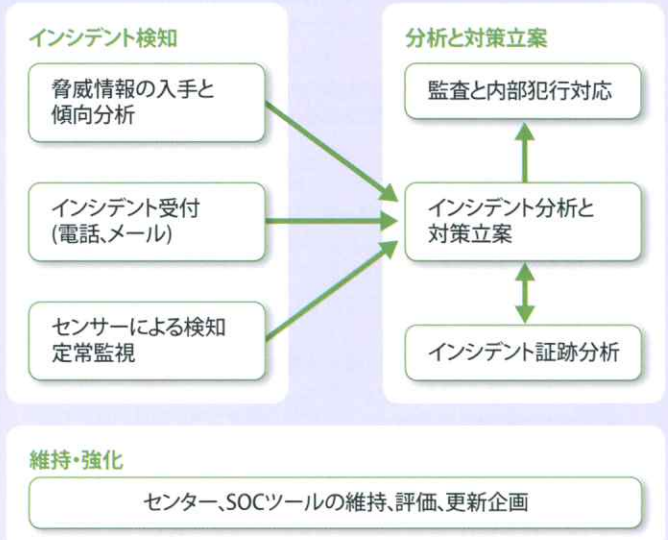 インシデント検知
脅威情報の入手と
傾向分析
インシデント受付
(電話、メール)
センサーによる検知
定常監視
分析と対策立案
監査と内部犯行対応
インシデント分析と
対策立案
インシデント証跡分析
維持・強化
センター、SOCツールの維持、評価、更新企画